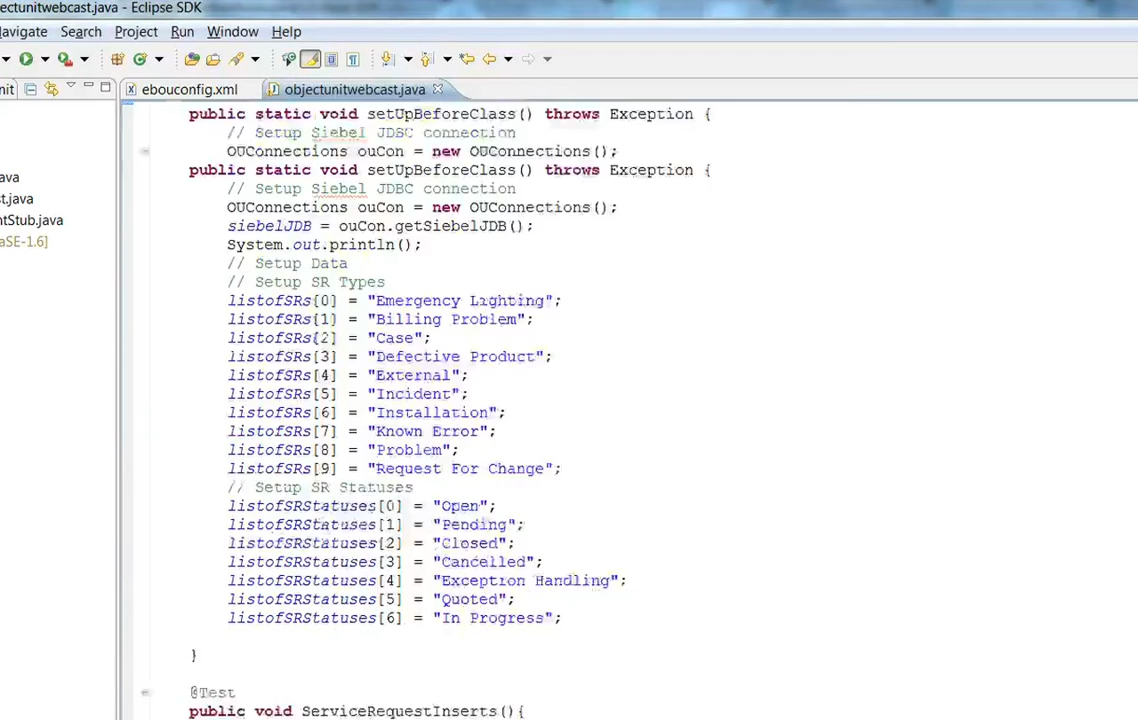 ectunitwebcast.java - Eclipse SDK
avigate Search Project Run Window Help
nit
ebouconfig.xml
objectunitwebcast.java
ava
t.java
ntStub.java
aSE-1.6]
public static void setUpBeforeClass() throws Exception {
// Setup Siebel JDBC connection
OUConnections ouCon = new OUConnections();
public static void setUpBeforeClass() throws Exception {
// Setup Siebel JDBC connection
OUConnections ouCon = new OUConnections();
siebelJDB = ouCon.getSiebelJDB();
System.out.println();
// Setup Data
// Setup SR Types
listofSRs[0] = "Emergency Lighting";
listofSRs[1] = "Billing Problem";
listofSRs[2] = "Case";
listofSRs[3] = "Defective Product";
listofSRs[4] = "External";
listofSRs[5] = "Incident";
listofSRs[6] = "Installation";
listofSRs[7] = "Known Error";
listofSRs[8] = "Problem";
listofSRs[9] = "Request For Change";
// Setup SR Statuses
listofSRStatuses[0] = "Open";
listofSRStatuses[1] = "Pending";
listofSRStatuses[2] = "Closed";
listofSRStatuses[3] = "Cancelled";
listofSRStatuses[4] = "Exception Handling";
listofSRStatuses[5] = "Quoted";
listofSRStatuses[6] = "In Progress";
}
@Test
public void ServiceRequestInserts(){